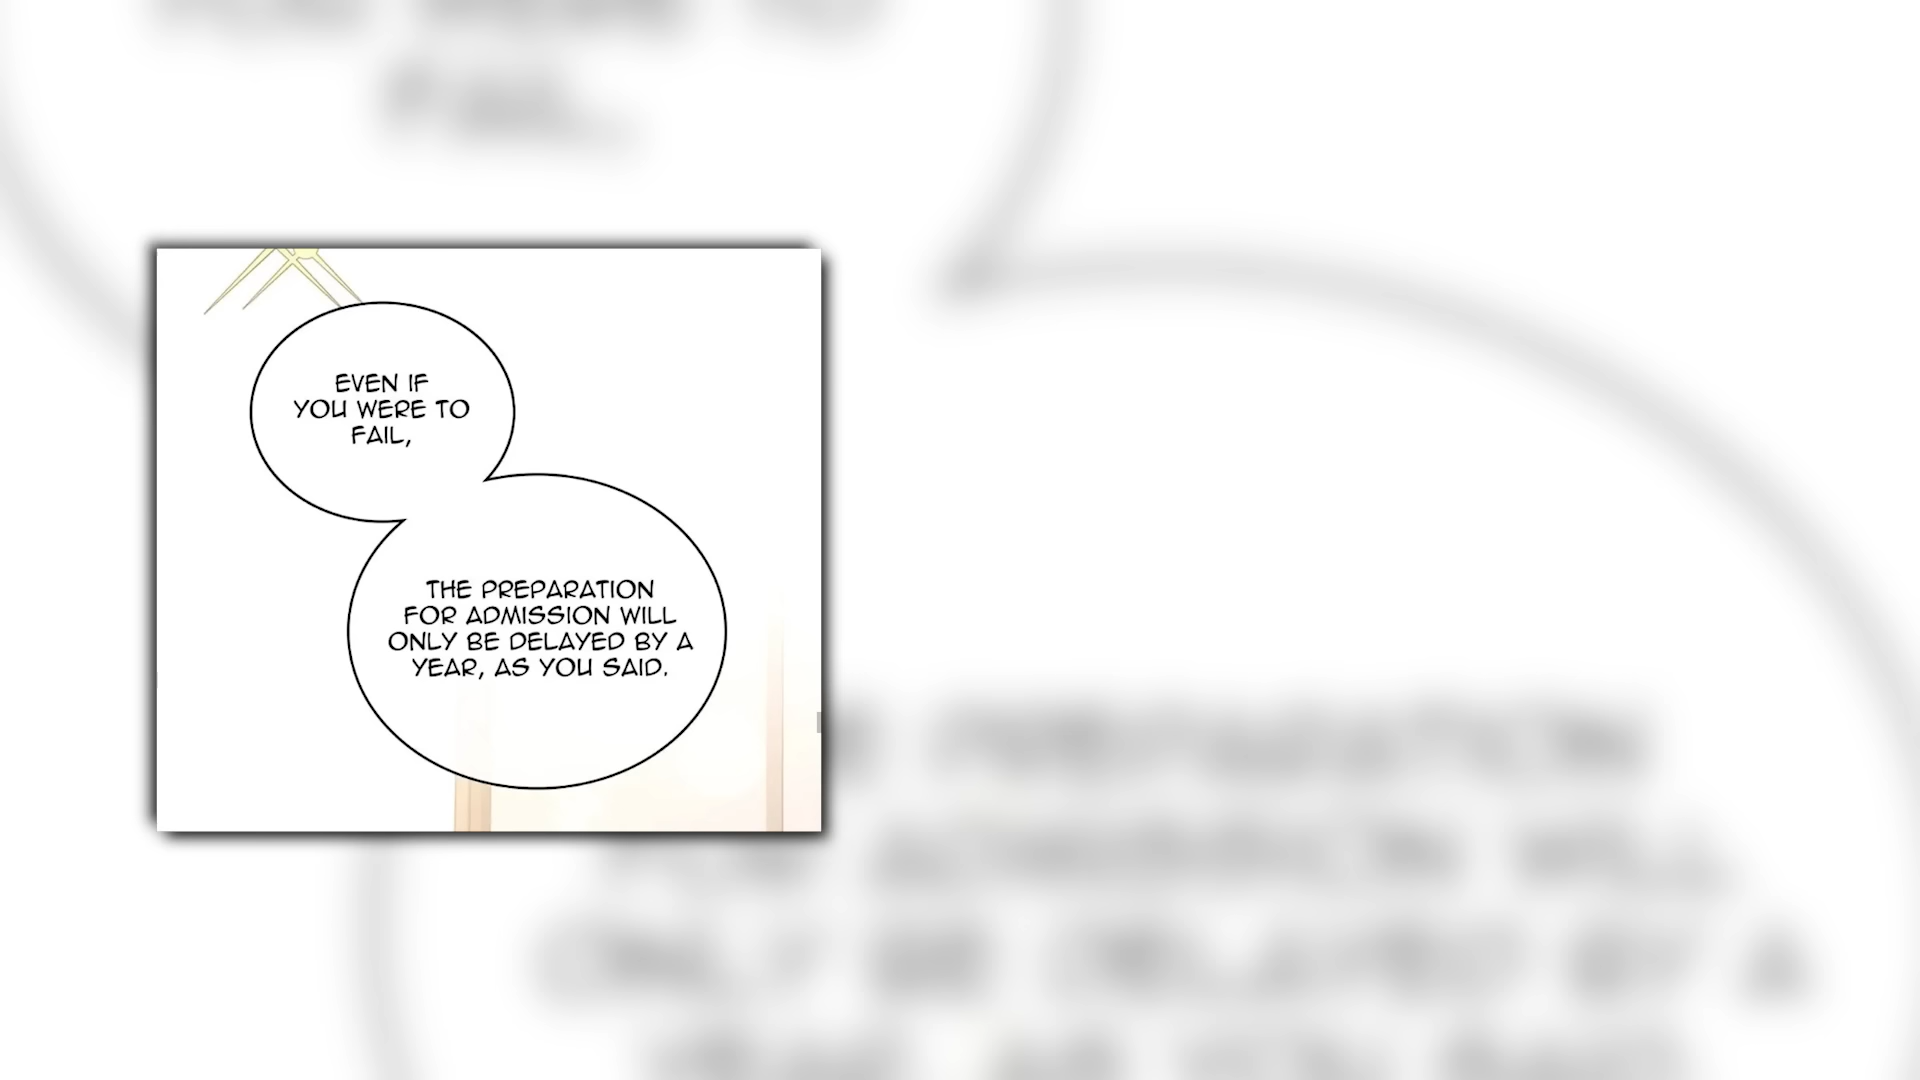 EVEN IF
YOU WERE TO
FAIL,
THE PREPARATION
FOR ADMISSION WILL
ONLY BE DELAYED BY A
YEAR, AS YOU SAID.